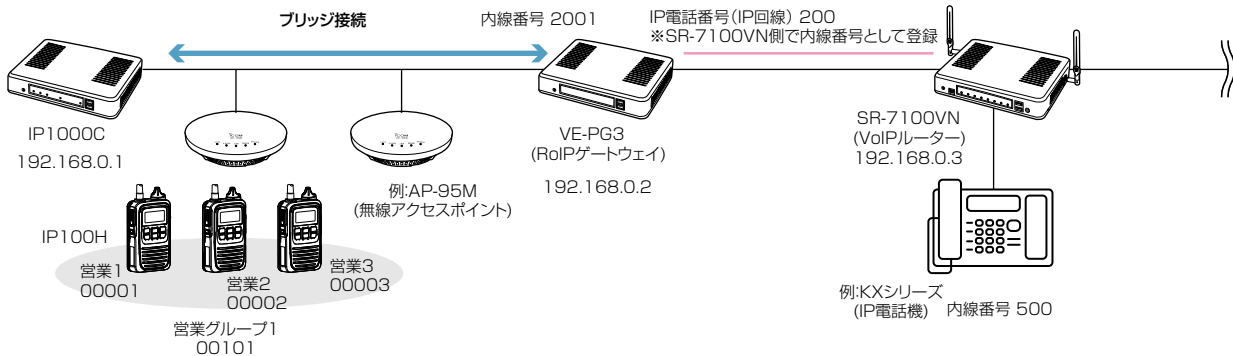 ブリッジ接続
内線番号 2001
IP電話番号(IP回線) 200
※SR-7100VN側で内線番号として登録
IP1000C
192.168.0.1
例:AP-95M
(無線アクセスポイント)
VE-PG3
(RoIPゲートウェイ)
192.168.0.2
SR-7100VN
(VoIPルーター)
192.168.0.3
IP100H
営業1
00001
営業2
00002
営業3
00003
営業グループ1
00101
例:KXシリーズ
(IP電話機)
内線番号 500